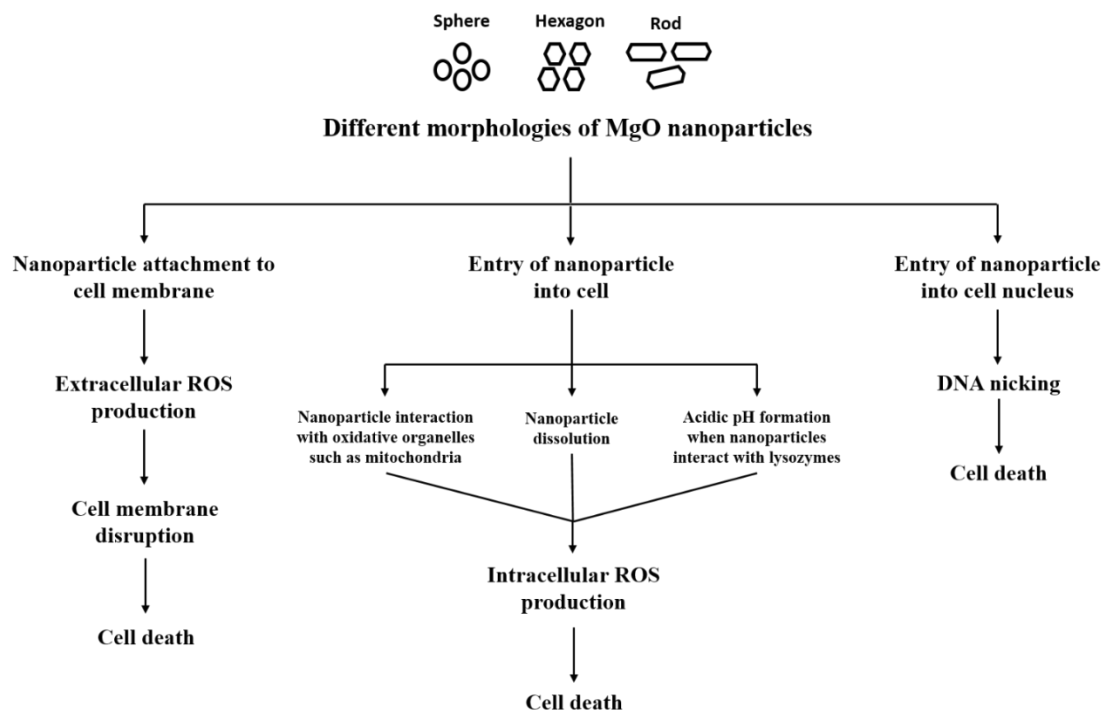 Sphere
Hexagon
Rod
Different morphologies of MgO nanoparticles
Nanoparticle attachment to
cell membrane
Entry of nanoparticle
into cell
Entry of nanoparticle
into cell nucleus
Extracellular ROS
production
Nanoparticle interaction
with oxidative organelles
such as mitochondria
Nanoparticle
dissolution
Acidic pH formation
when nanoparticles
interact with lysozymes
DNA nicking
Cell death
Cell membrane
disruption
Intracellular ROS
production
Cell death
Cell death